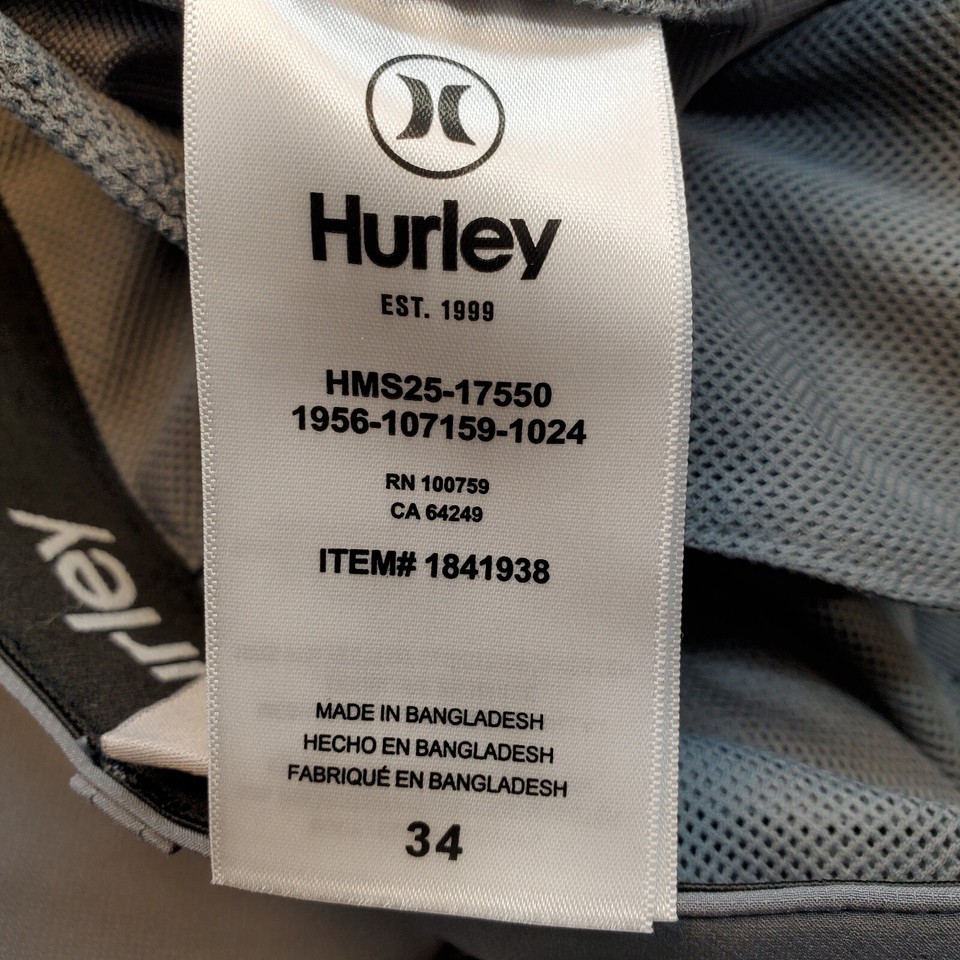 Hurley
EST. 1999
HMS25-17550
1956-107159-1024
RN 100759
CA 64249
ITEM# 1841938
MADE IN BANGLADESH
HECHO EN BANGLADESH
FABRIQUÉ EN BANGLADESH
34
urley